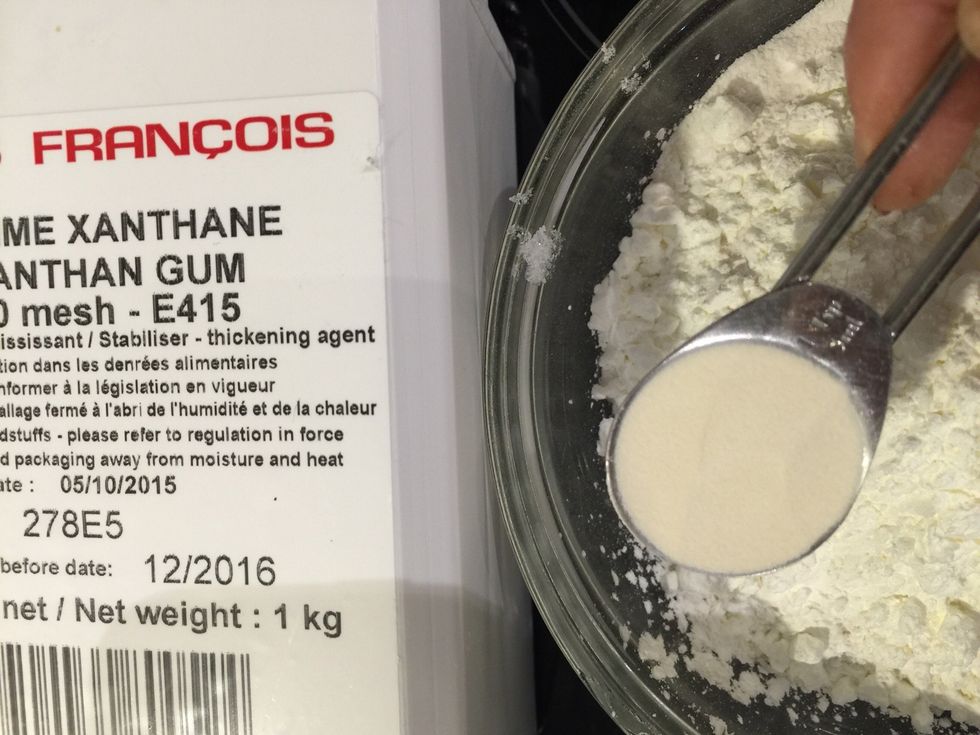 FRANÇOIS
ME XANTHANE
ANTHAN GUM
0 mesh - E415
ississant / Stabiliser - thickening agent
tion dans les denrées alimentaires
nformer à la législation en vigueur
allage fermé à l'abri de l'humidité et de la chaleur
dstuffs - please refer to regulation in force
d packaging away from moisture and heat
ate : 05/10/2015
278E5
before date: 12/2016
net / Net weight : 1 kg